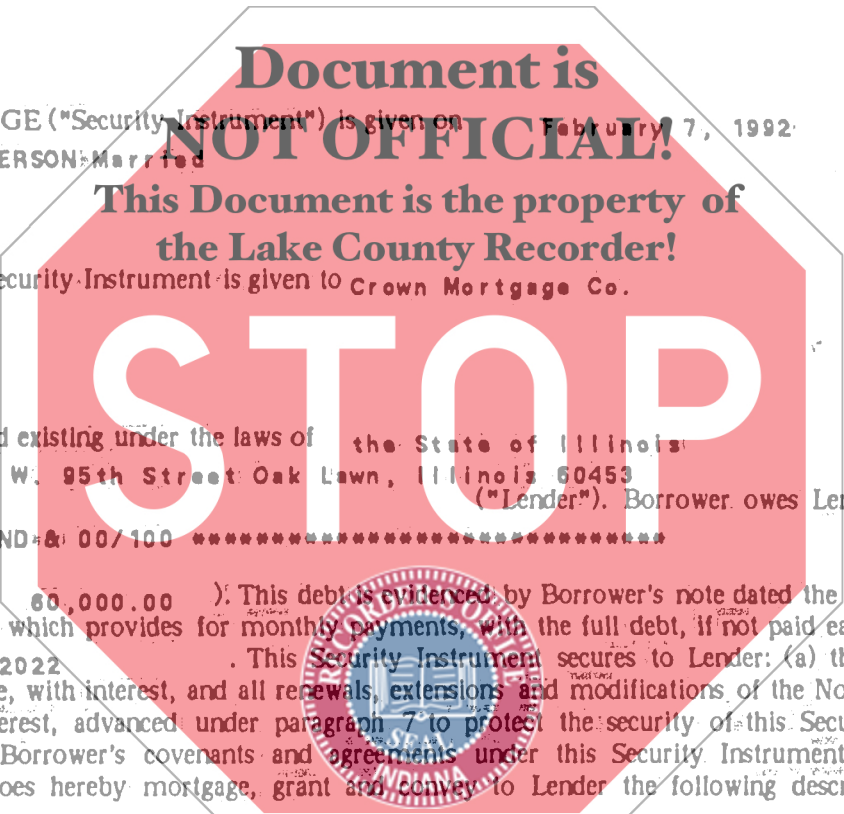 Document is
GE ("Security Instrument") is given on February 7, 1992
NOT OFFICIAL!
ERSON Married
This Document is the property of
the Lake County Recorder!
ecurity Instrument is given to Crown Mortgage Co.
STOP
d existing under the laws of the State of Illinois
W. 95th Street Oak Lawn, Illinois 60453
("Lender"). Borrower owes Len
ND & 00/100 ******************************
60,000.00 ). This debt is evidenced by Borrower's note dated the
which provides for monthly payments, with the full debt, if not paid ea
2022 . This Security Instrument secures to Lender: (a) th
e, with interest, and all renewals, extensions and modifications of the No
erest, advanced under paragraph 7 to protect the security of this Secu
Borrower's covenants and agreements under this Security Instrument
oes hereby mortgage, grant and convey to Lender the following descr
RECORDER'S OFFICE
SEAL
INDIANA